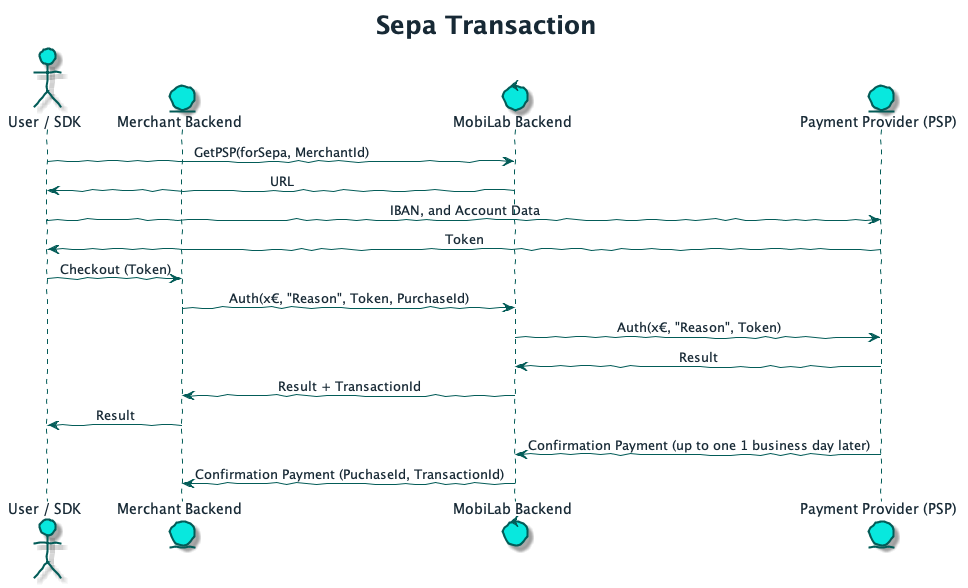 Sepa Transaction
User / SDK
Merchant Backend
MobiLab Backend
Payment Provider (PSP)
GetPSP(forSepa, MerchantId)
URL
IBAN, and Account Data
Token
Checkout (Token)
Auth(x€, "Reason", Token, PurchaseId)
Auth(x€, "Reason", Token)
Result
Result + TransactionId
Result
Confirmation Payment (up to one 1 business day later)
Confirmation Payment (PuchaseId, TransactionId)
User / SDK
Merchant Backend
MobiLab Backend
Payment Provider (PSP)